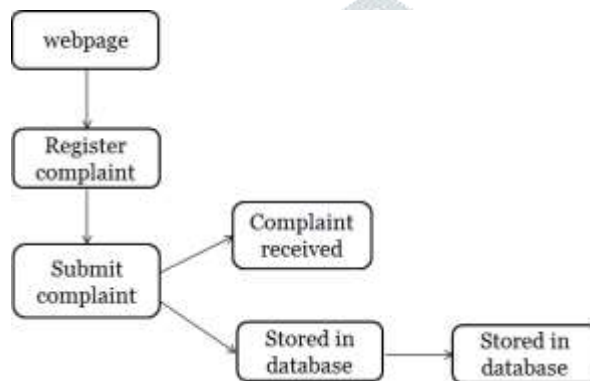 webpage
Register
complaint
Complaint
received
Submit
complaint
Stored in
database
Stored in
database